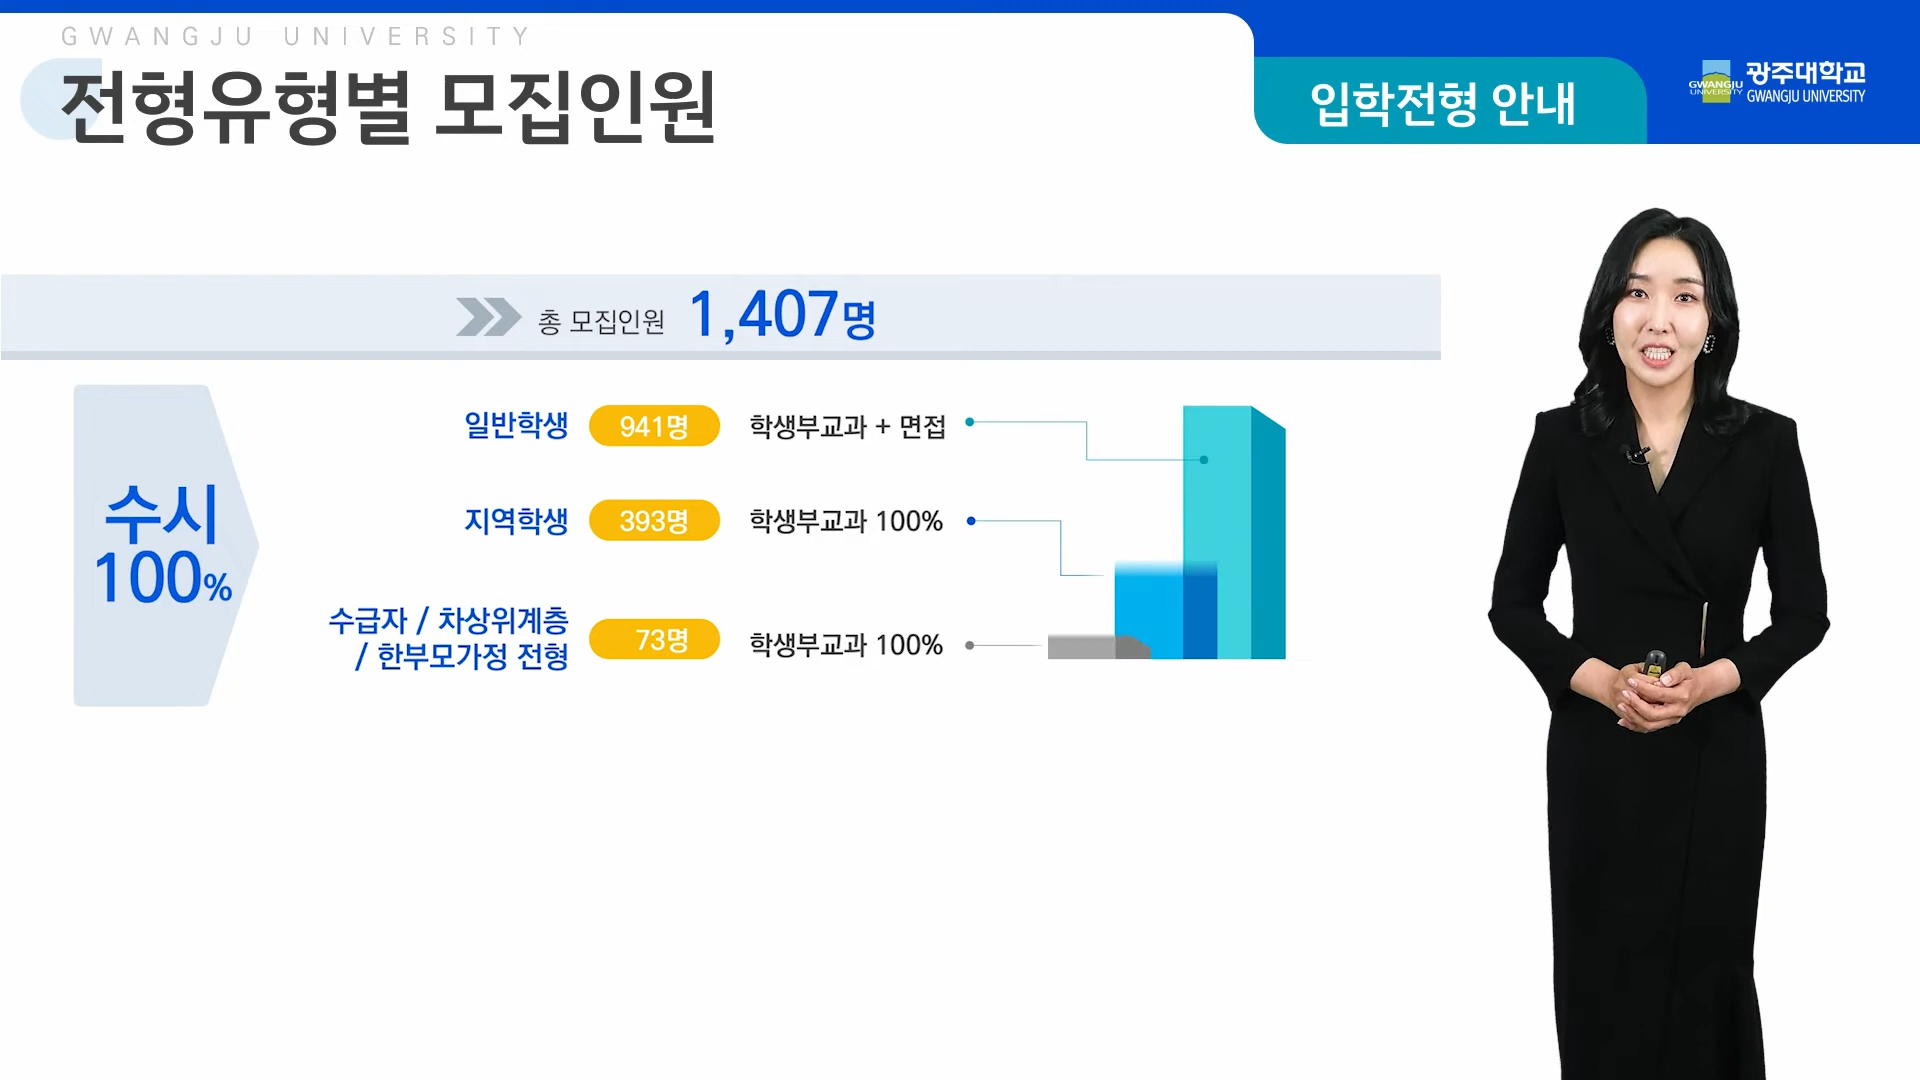 GWANGJU UNIVERSITY
전형유형별 모집인원
입학전형 안내
GWANGJU
UNIVERSITY
광주대학교
GWANGJU UNIVERSITY
총 모집인원 1,407명
수시
100%
일반학생 941명 학생부교과 + 면접
지역학생 393명 학생부교과 100%
수급자 / 차상위계층
/ 한부모가정 전형 73명 학생부교과 100%